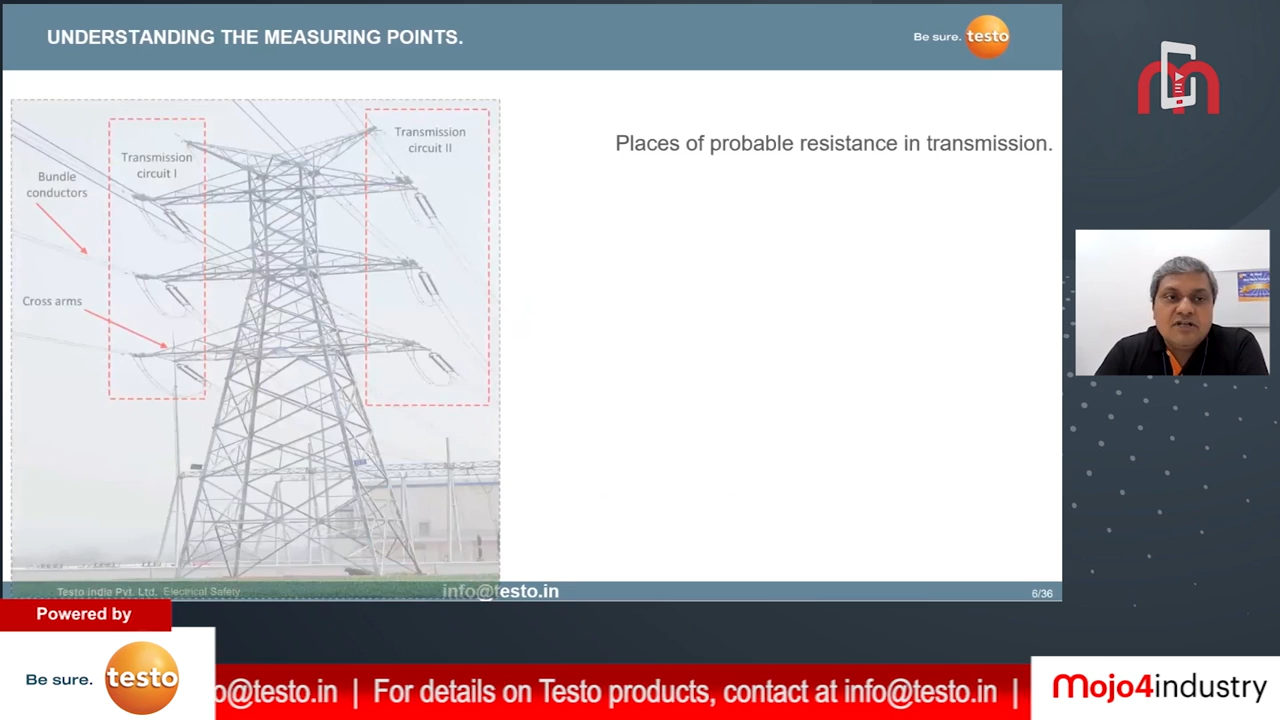 UNDERSTANDING THE MEASURING POINTS.
Be sure. testo
Transmission
circuit I
Transmission
circuit II
Bundle
conductors
Cross arms
Places of probable resistance in transmission.
Testo India Pvt. Ltd. Electrical Safety
info@testo.in
6/36
Powered by
Be sure. testo
o@testo.in | For details on Testo products, contact at info@testo.in |
Mojo4industry